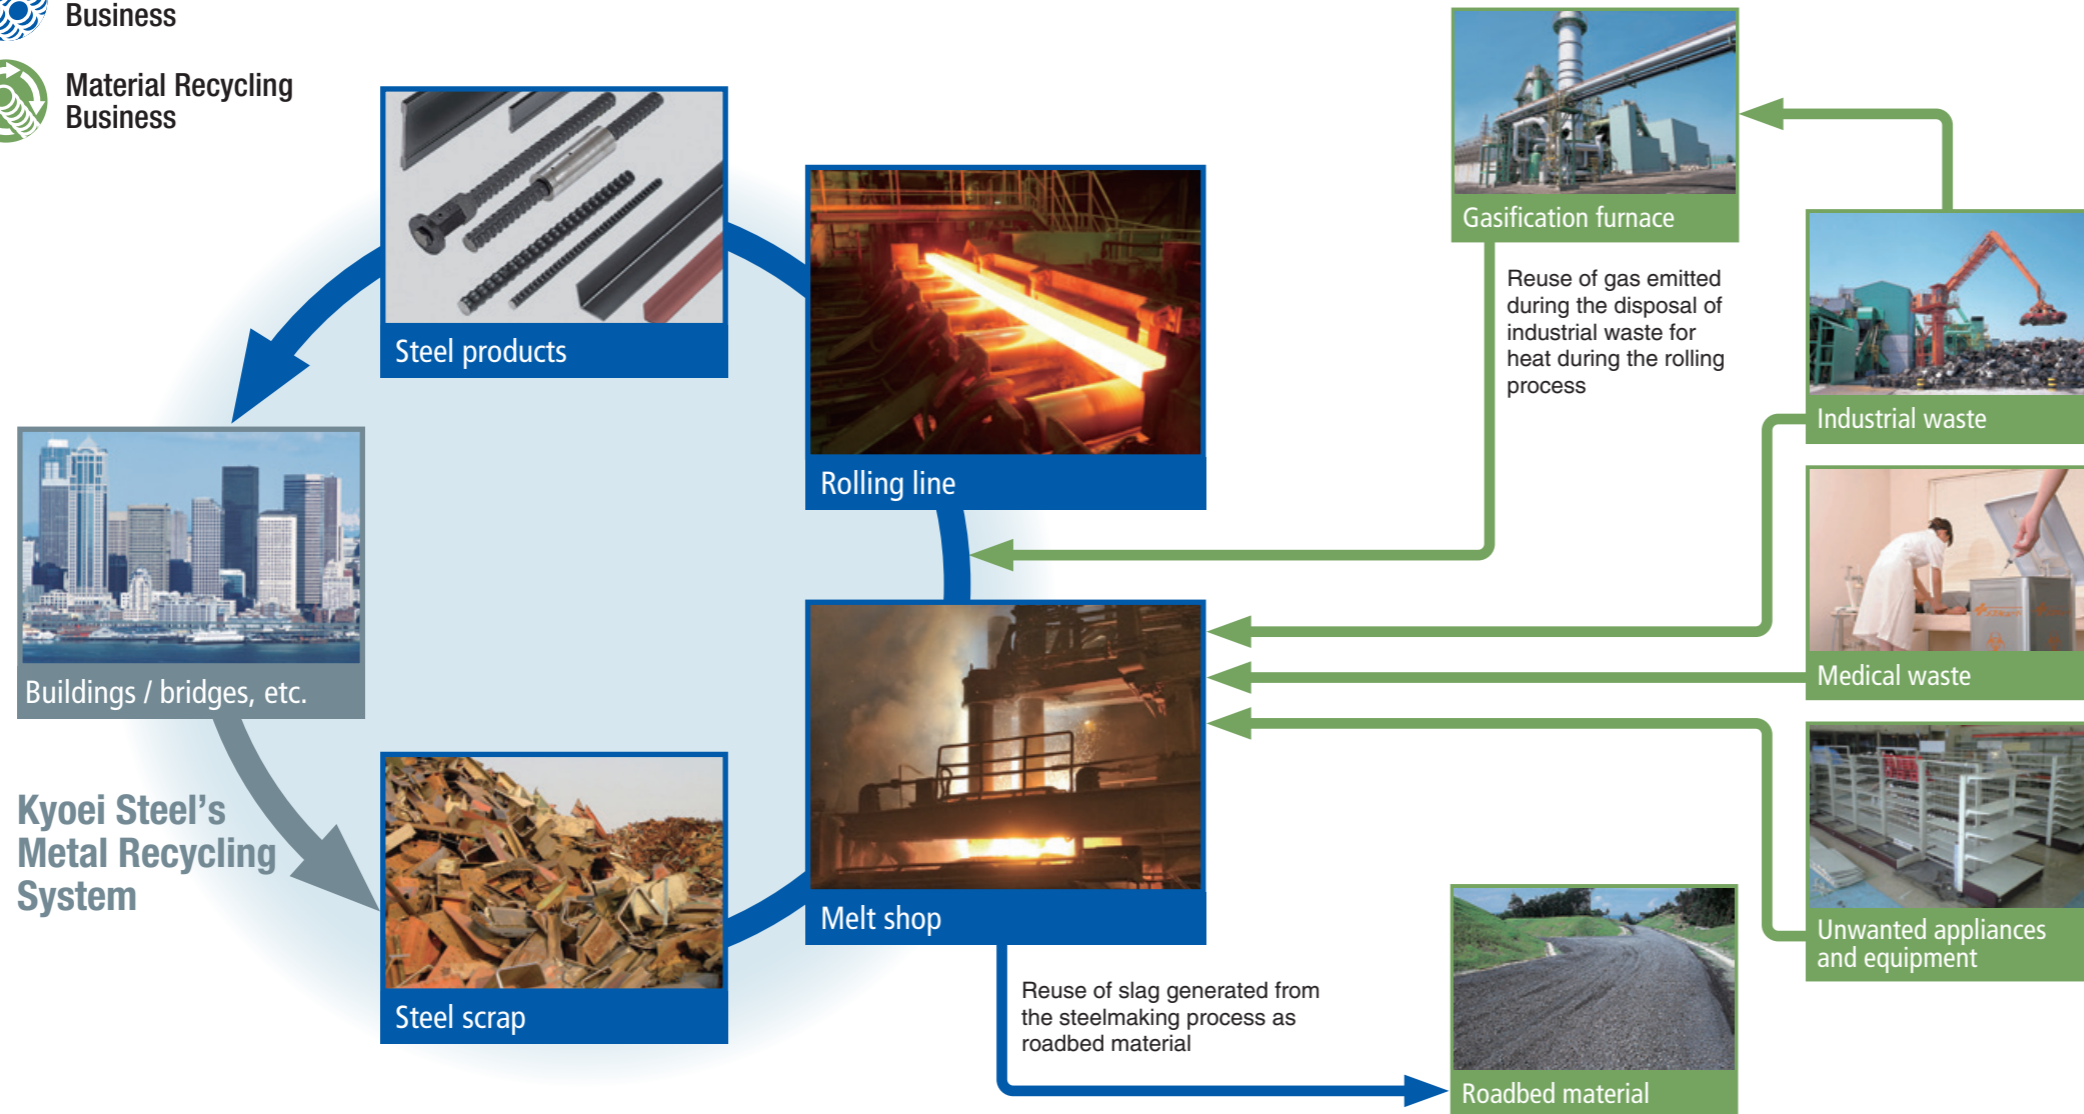 Business
Material Recycling
Business
Steel products
Rolling line
Gasification furnace
Reuse of gas emitted
during the disposal of
industrial waste for
heat during the rolling
process
Industrial waste
Buildings / bridges, etc.
Medical waste
Kyoei Steel’s
Metal Recycling
System
Steel scrap
Melt shop
Unwanted appliances
and equipment
Reuse of slag generated from
the steelmaking process as
roadbed material
Roadbed material